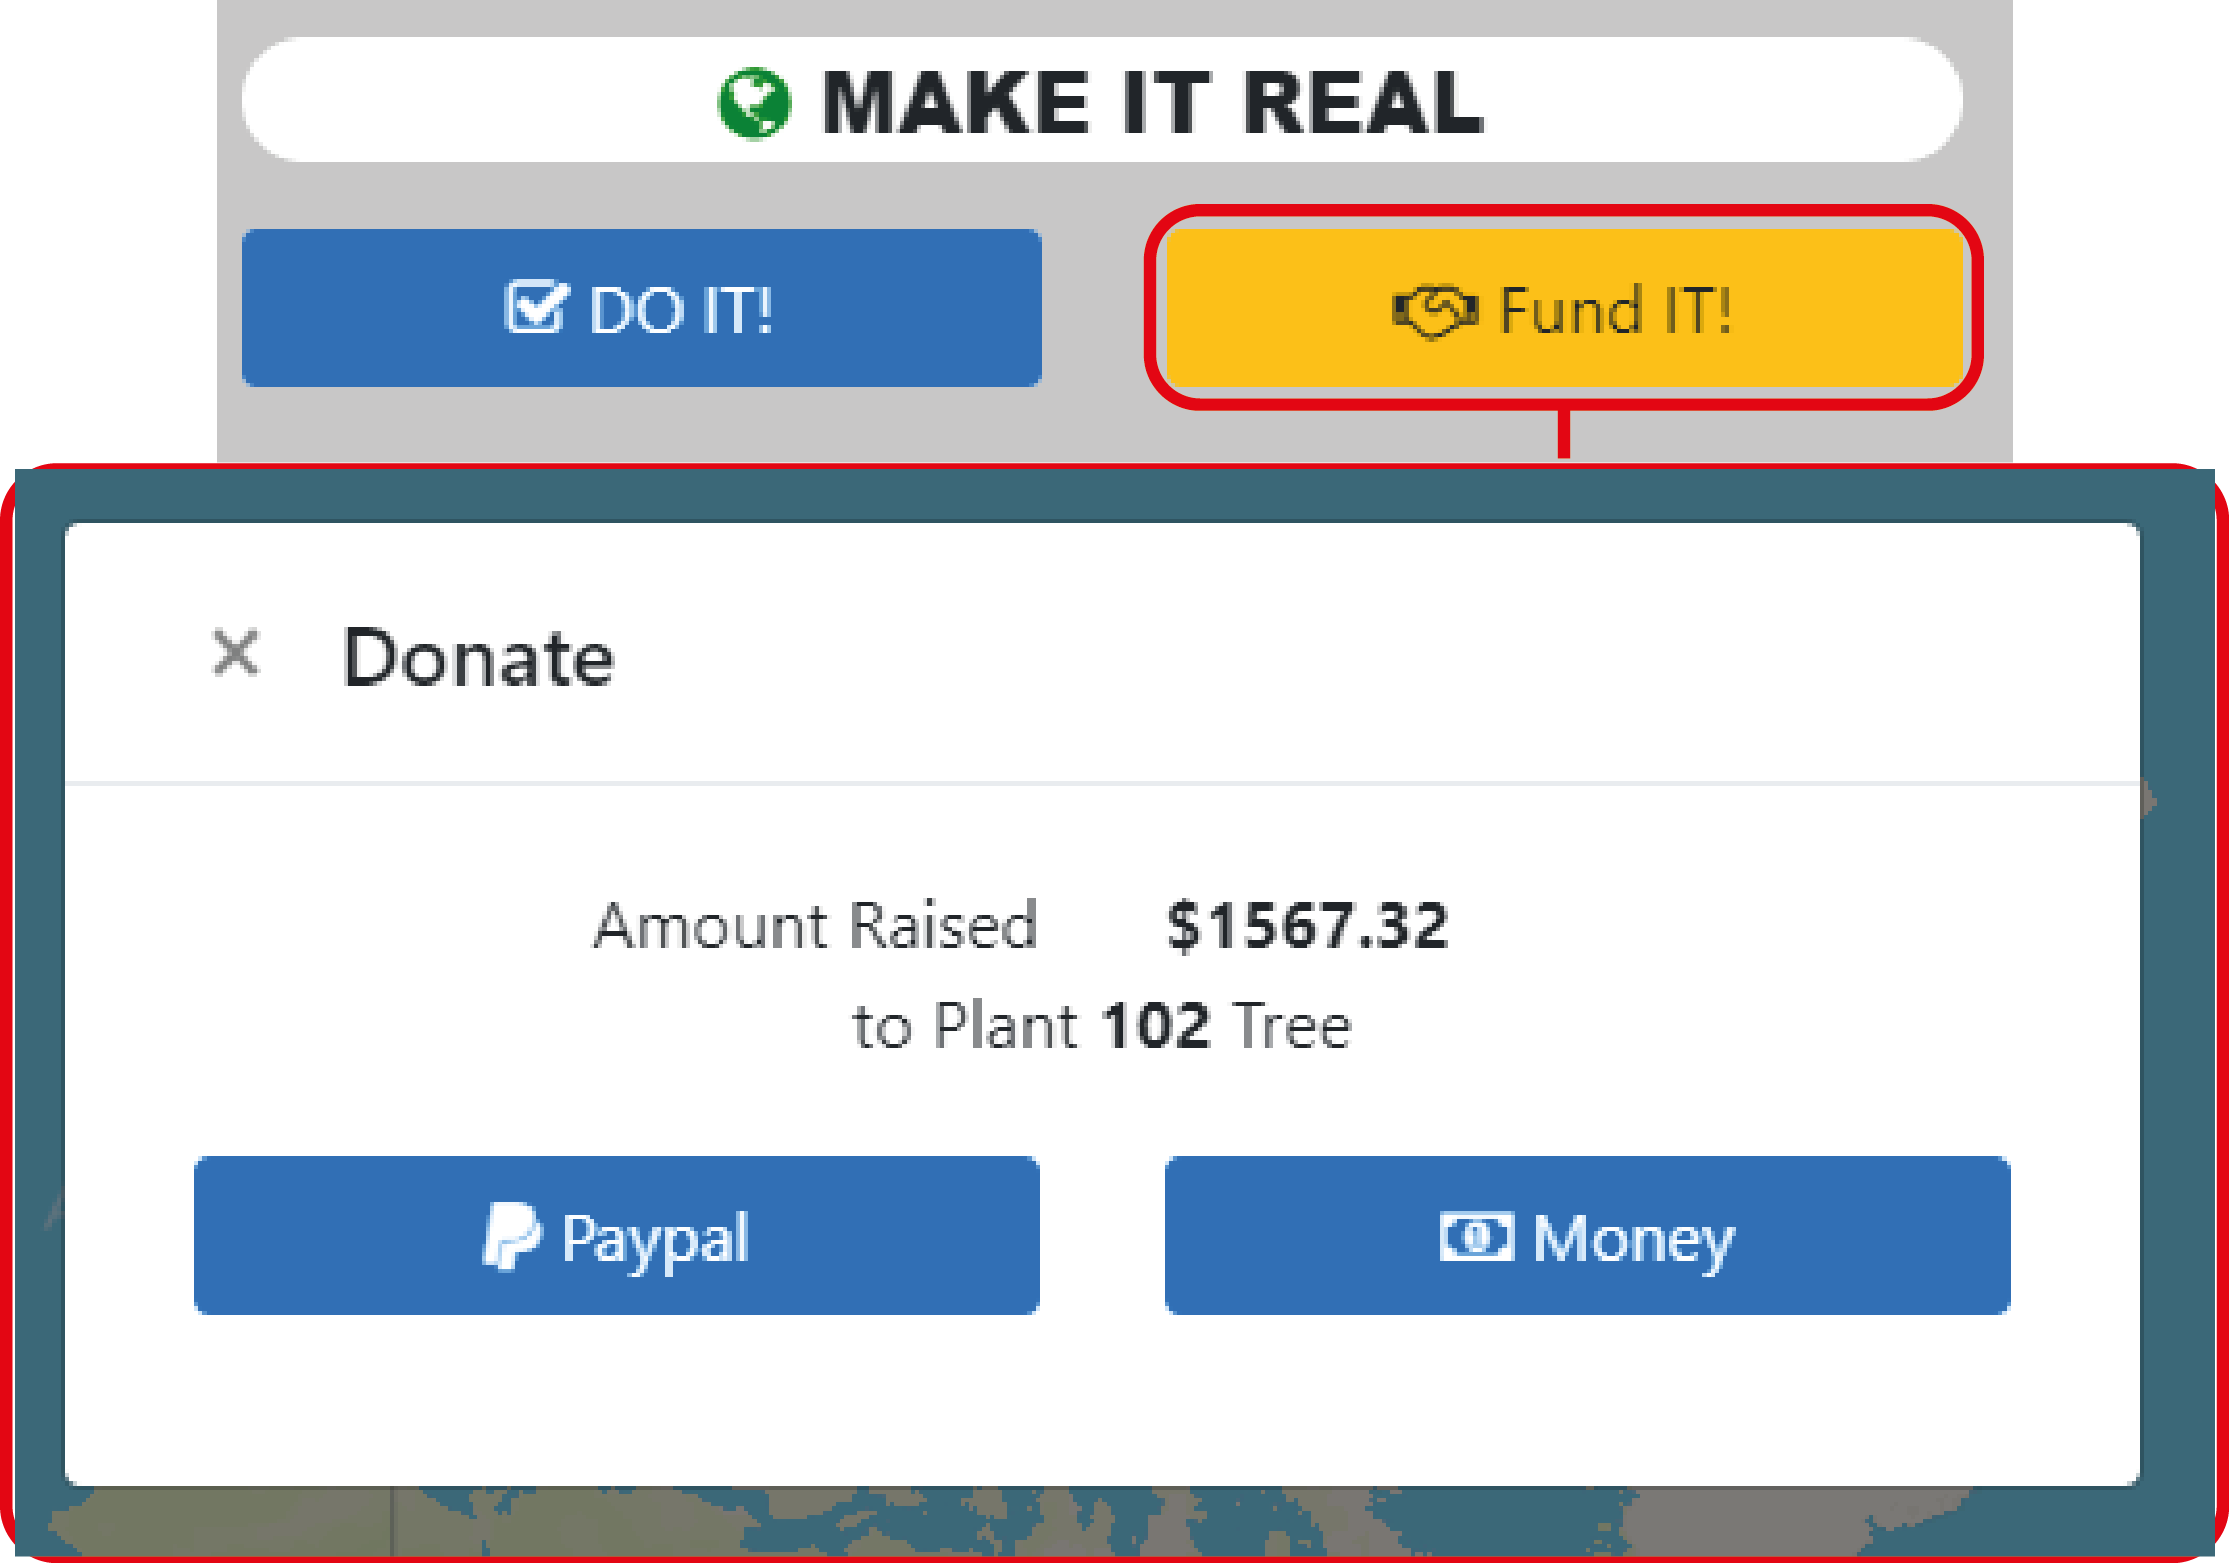 MAKE IT REAL
DO IT!
Fund IT!
× Donate
Amount Raised $1567.32
to Plant 102 Tree
Paypal
Money